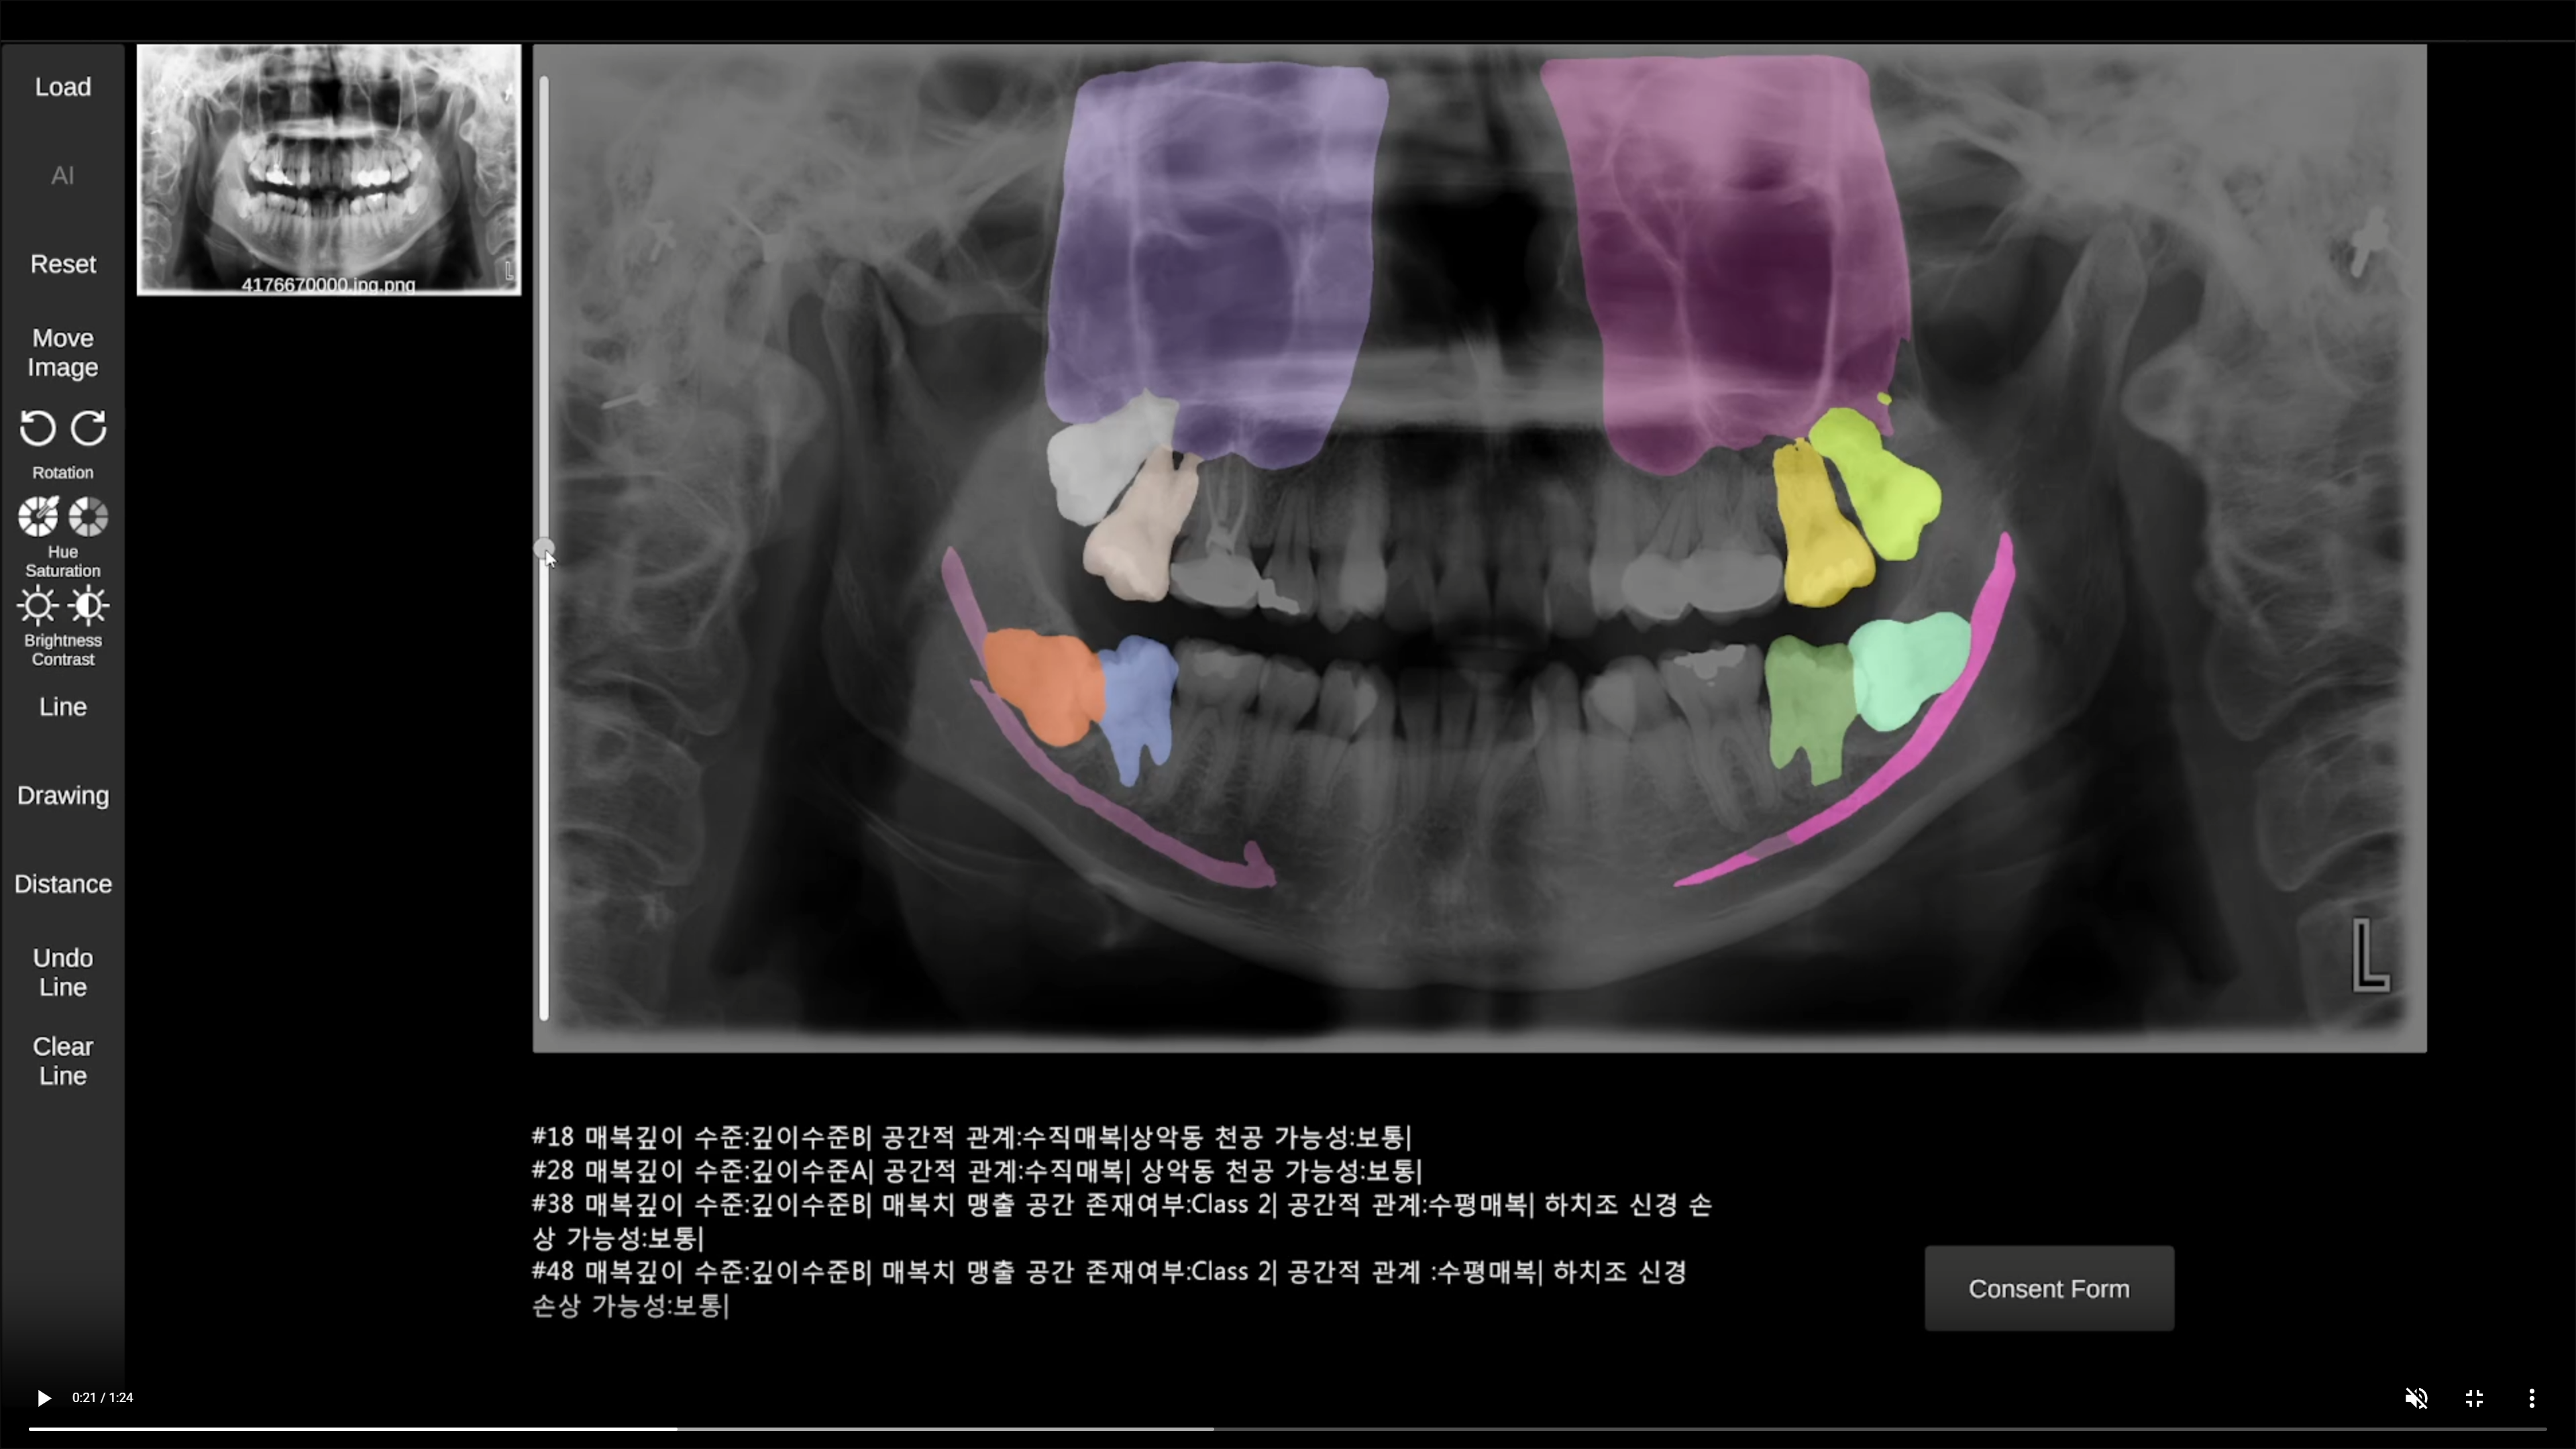 Load
AI
Reset
Move
Image
Rotation
Hue
Saturation
Brightness
Contrast
Line
Drawing
Distance
Undo
Line
Clear
Line
4176670000.jpg.png
L
L
#18 매복깊이 수준:깊이수준B| 공간적 관계:수직매복|상악동 천공 가능성:보통|
#28 매복깊이 수준:깊이수준A| 공간적 관계:수직매복| 상악동 천공 가능성:보통|
#38 매복깊이 수준:깊이수준B| 매복치 맹출 공간 존재여부:Class 2| 공간적 관계:수평매복| 하치조 신경 손
상 가능성:보통|
#48 매복깊이 수준:깊이수준B| 매복치 맹출 공간 존재여부:Class 2| 공간적 관계 :수평매복| 하치조 신경
손상 가능성:보통|
Consent Form
0:21 / 1:24